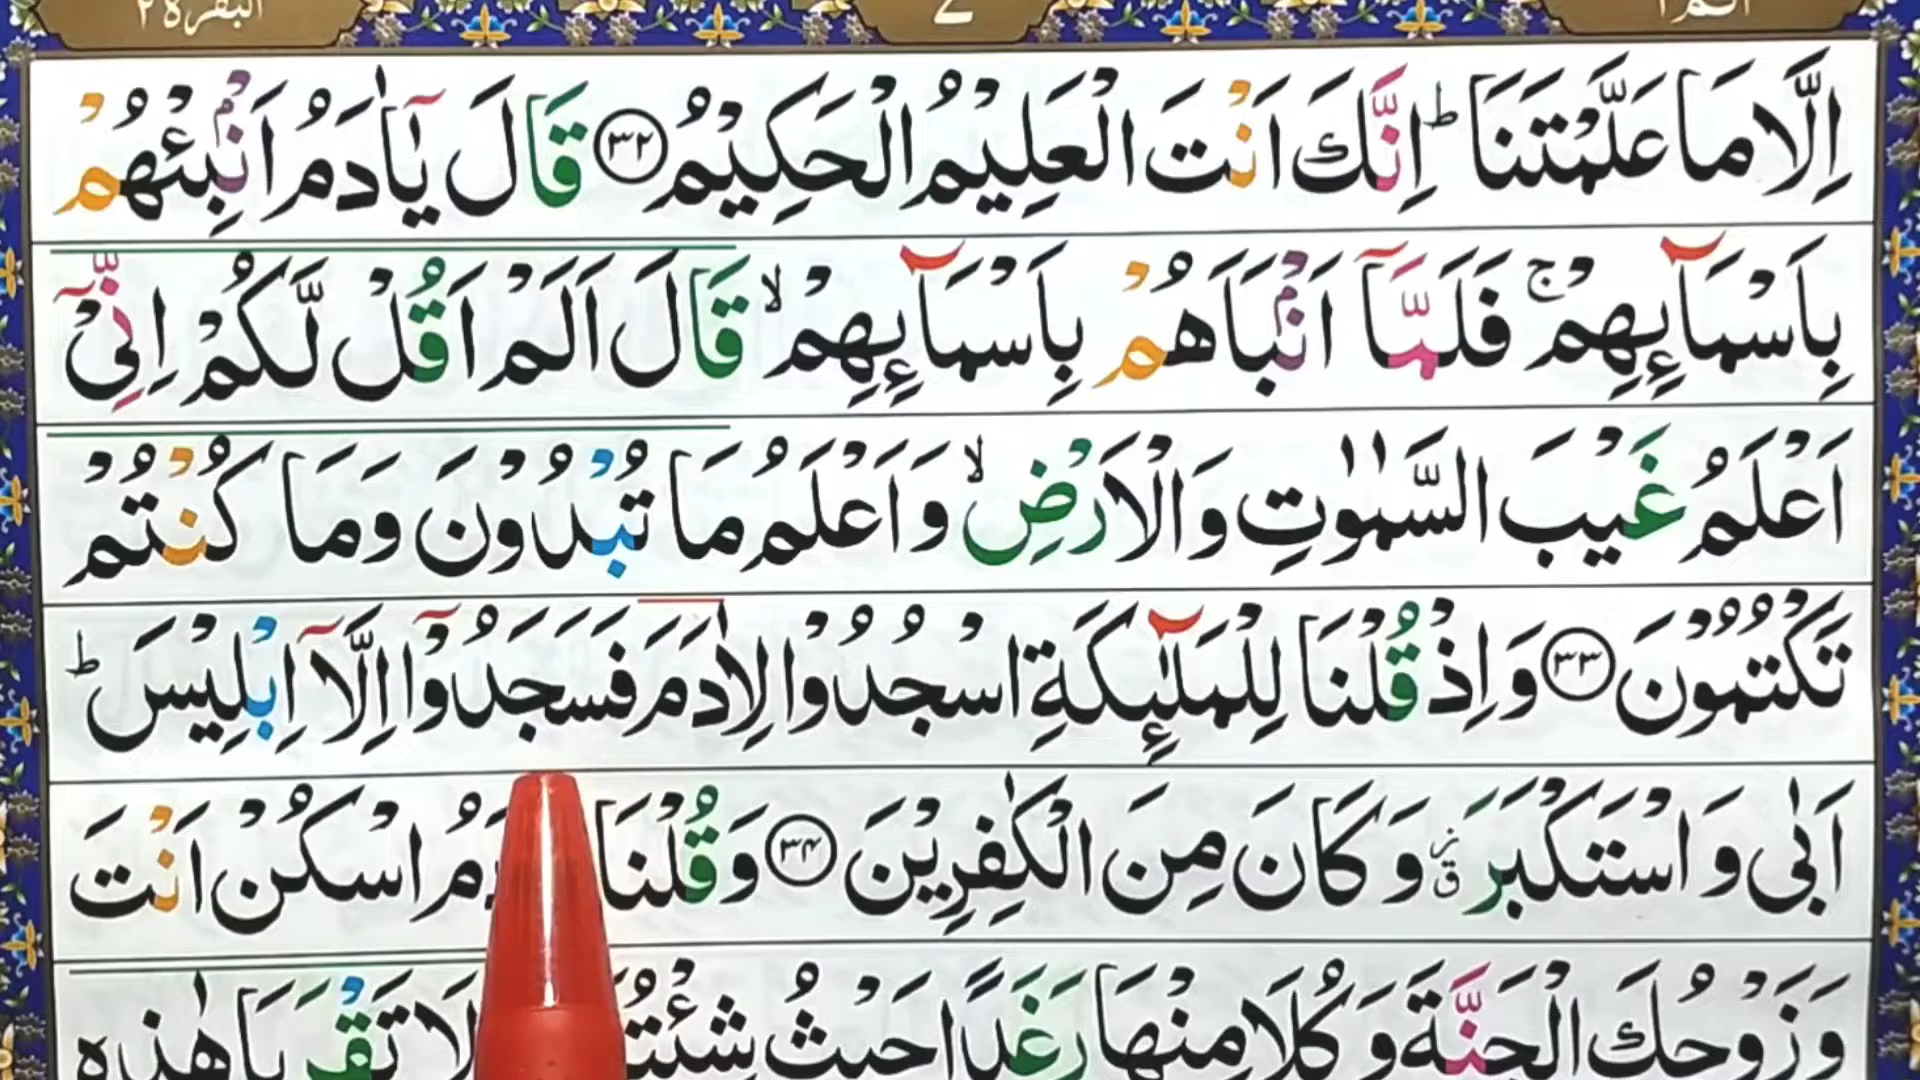 البقرة ٢
الٓمٓ ١
اِلَّا مَا عَلَّمْتَنَا ؕ اِنَّكَ اَنْتَ الْعَلِيْمُ الْحَكِيْمُ ۳۲ قَالَ يٰۤاٰدَمُ اَنْۢبِئْهُمْ
بِاَسْمَآىِٕهِمْ ۚ فَلَمَّاۤ اَنْۢبَاَهُمْ بِاَسْمَآىِٕهِمْ ۙ قَالَ اَلَمْ اَقُلْ لَّكُمْ اِنِّيْۤ
اَعْلَمُ غَيْبَ السَّمٰوٰتِ وَالْاَرْضِ ۙ وَاَعْلَمُ مَا تُبْدُوْنَ وَمَا كُنْتُمْ
تَكْتُمُوْنَ ۳۳ وَاِذْ قُلْنَا لِلْمَلٰٓىِٕكَةِ اسْجُدُوْا لِاٰدَمَ فَسَجَدُوْۤا اِلَّاۤ اِبْلِيْسَ ؕ
اَبٰى وَاسْتَكْبَرَ ز ق وَكَانَ مِنَ الْكٰفِرِيْنَ ۳۴ وَقُلْنَا اسْكُنْ اَنْتَ
وَزَوْجُكَ الْجَنَّةَ وَكُلَا مِنْهَا رَغَدًا حَيْثُ لَا تَقْرَبَا هٰذِهِ